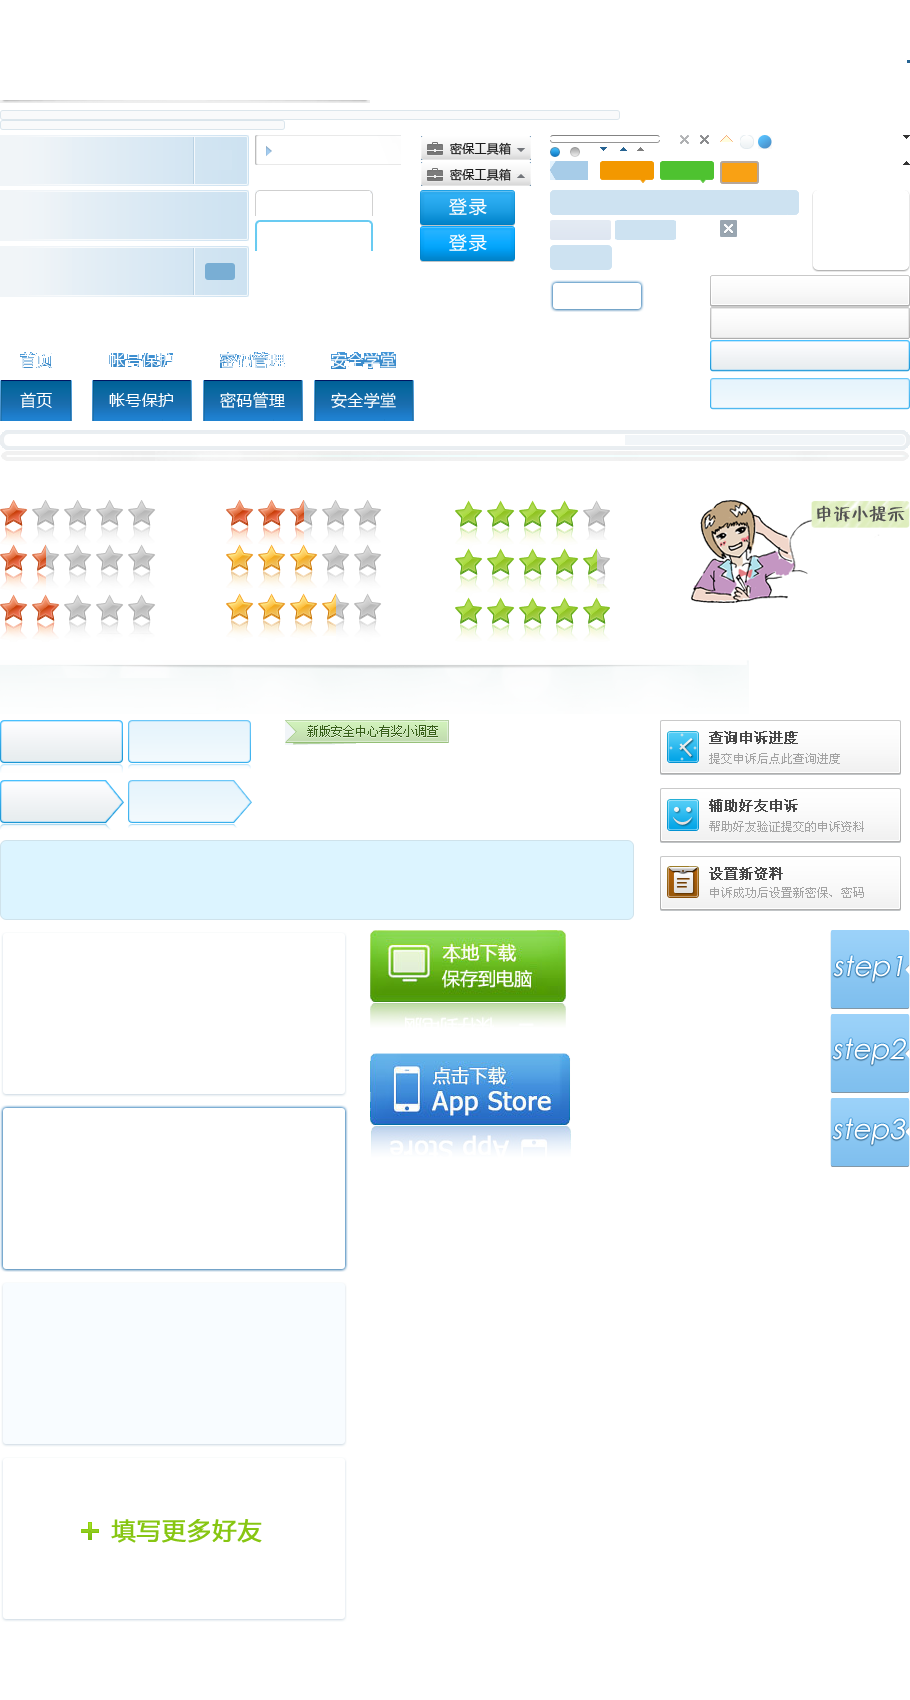 密保工具箱
密保工具箱
登录
登录
首页 帐号保护 密码管理 安全学堂
首页 帐号保护 密码管理 安全学堂
申诉小提示
新版安全中心有奖小调查
查询申诉进度
提交申诉后点此查询进度
辅助好友申诉
帮助好友验证提交的申诉资料
设置新资料
申诉成功后设置新密保、密码
本地下载
保存到电脑
step1
step2
点击下载
App Store
App Store
step3
填写更多好友